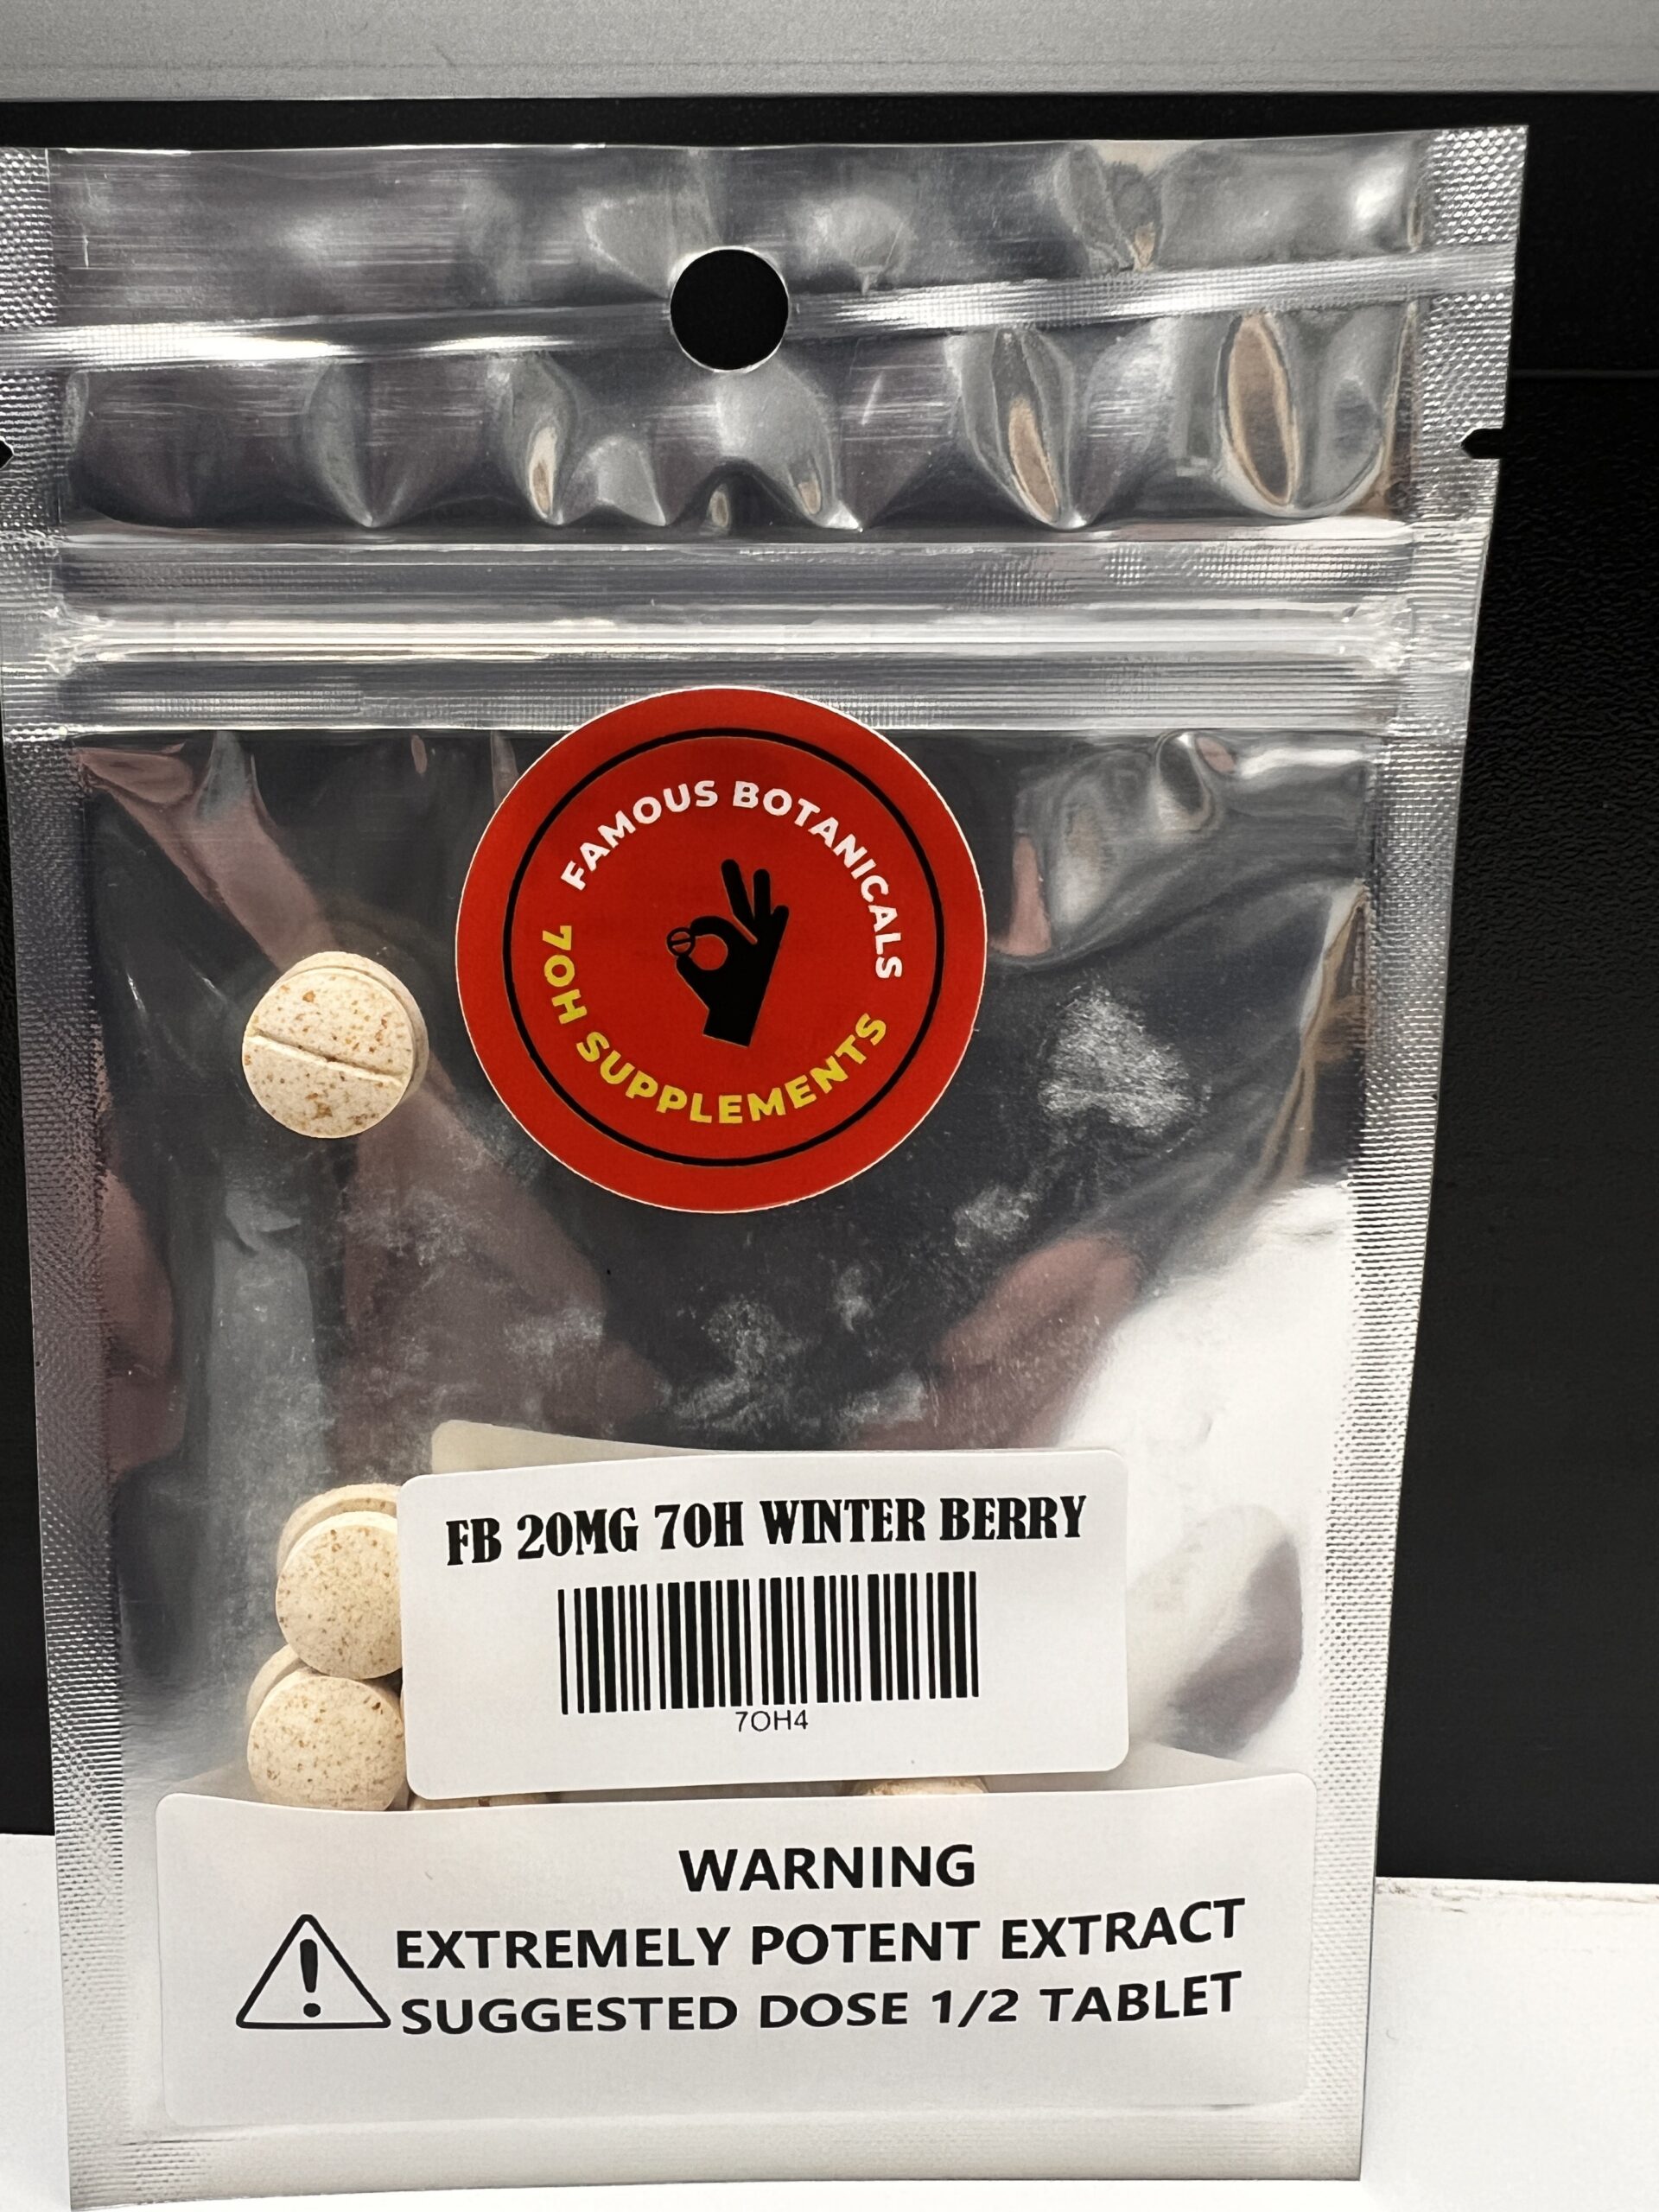 FAMOUS BOTANICALS
7OH SUPPLEMENTS
FB 20MG 7OH WINTER BERRY
7OH4
WARNING
EXTREMELY POTENT EXTRACT
SUGGESTED DOSE 1/2 TABLET